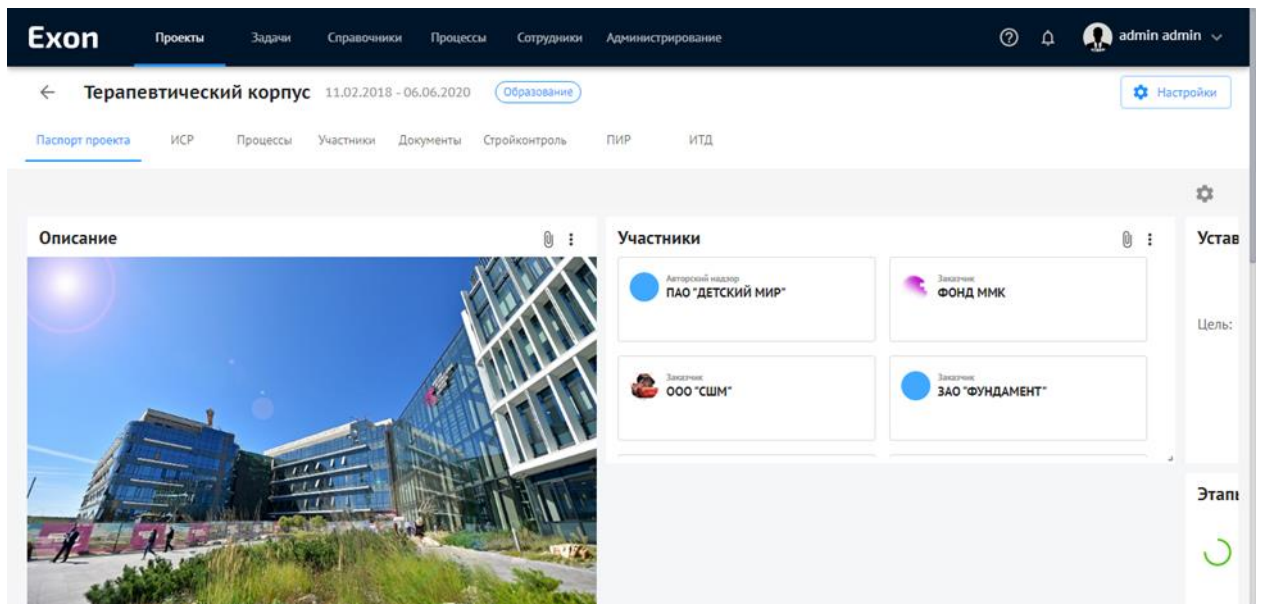 Exon
Проекты Задачи Справочники Процессы Сотрудники Администрирование
admin admin
Терапевтический корпус 11.02.2018 - 06.06.2020 Образование
Настройки
Паспорт проекта ИСР Процессы Участники Документы Стройконтроль ПИР ИТД
Описание
Участники
Авторский надзор
ПАО "ДЕТСКИЙ МИР"
Заказчик
ФОНД ММК
Заказчик
ООО "СШМ"
Заказчик
ЗАО "ФУНДАМЕНТ"
Устав
Цель:
Этапы